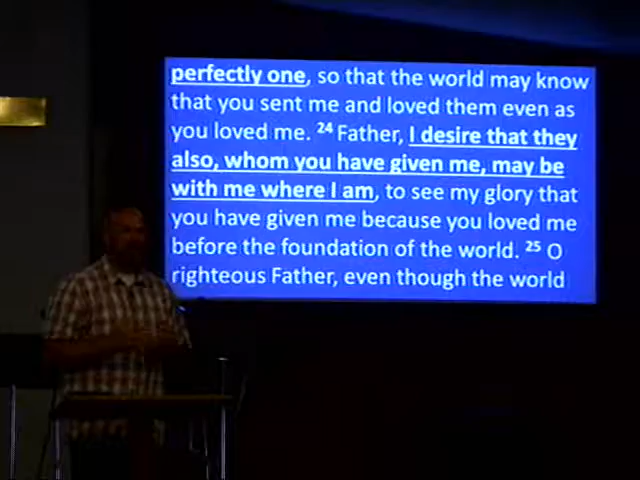 perfectly one, so that the world may know
that you sent me and loved them even as
you loved me. 24 Father, I desire that they
also, whom you have given me, may be
with me where I am, to see my glory that
you have given me because you loved me
before the foundation of the world. 25 O
righteous Father, even though the world